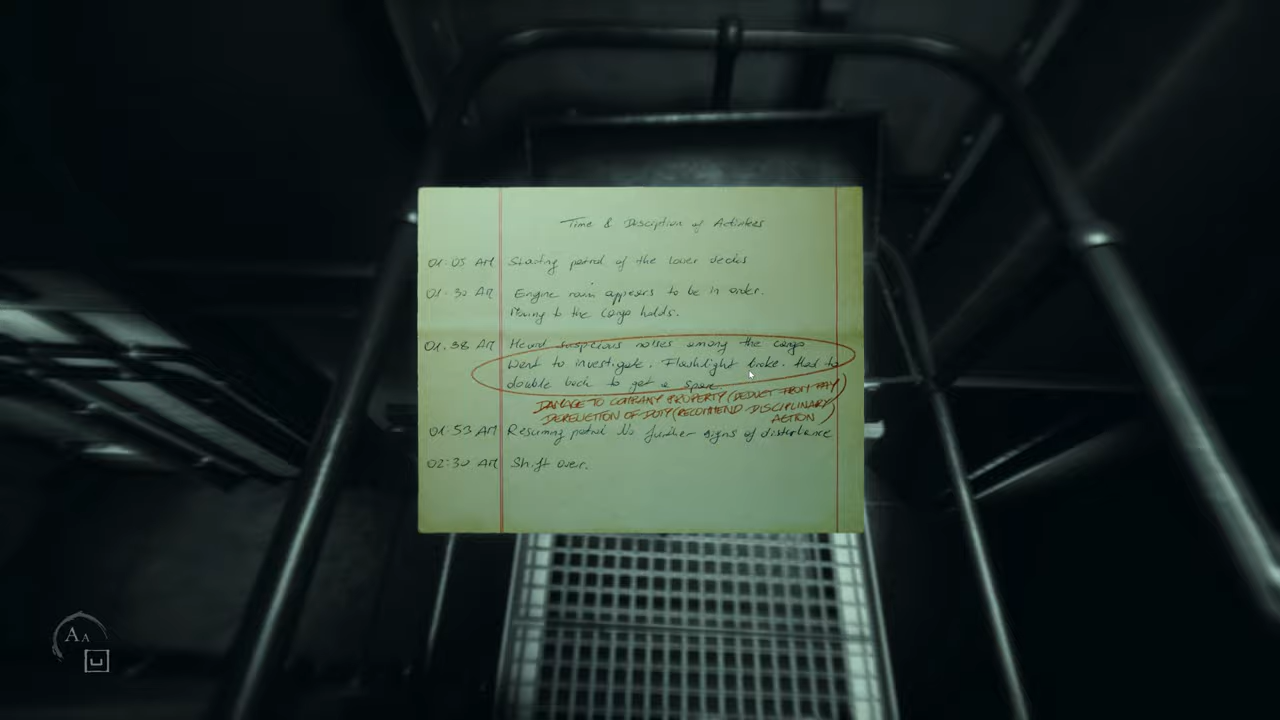 Time & Discription of Activities
01:05 AM Starting patrol of the lower decks
01:30 AM Engine room appears to be in order.
Moving to the cargo holds.
01:38 AM Heard suspicious noises among the cargo
Went to investigate. Flashlight broke. Had to
double back to get a spare.
DAMAGE TO COMPANY PROPERTY (DEDUCT FROM PAY)
DERELICTION OF DUTY (RECOMMEND DISCIPLINARY
ACTION)
01:53 AM Resuming patrol No further signs of disturbance
02:30 AM Shift over.
AA